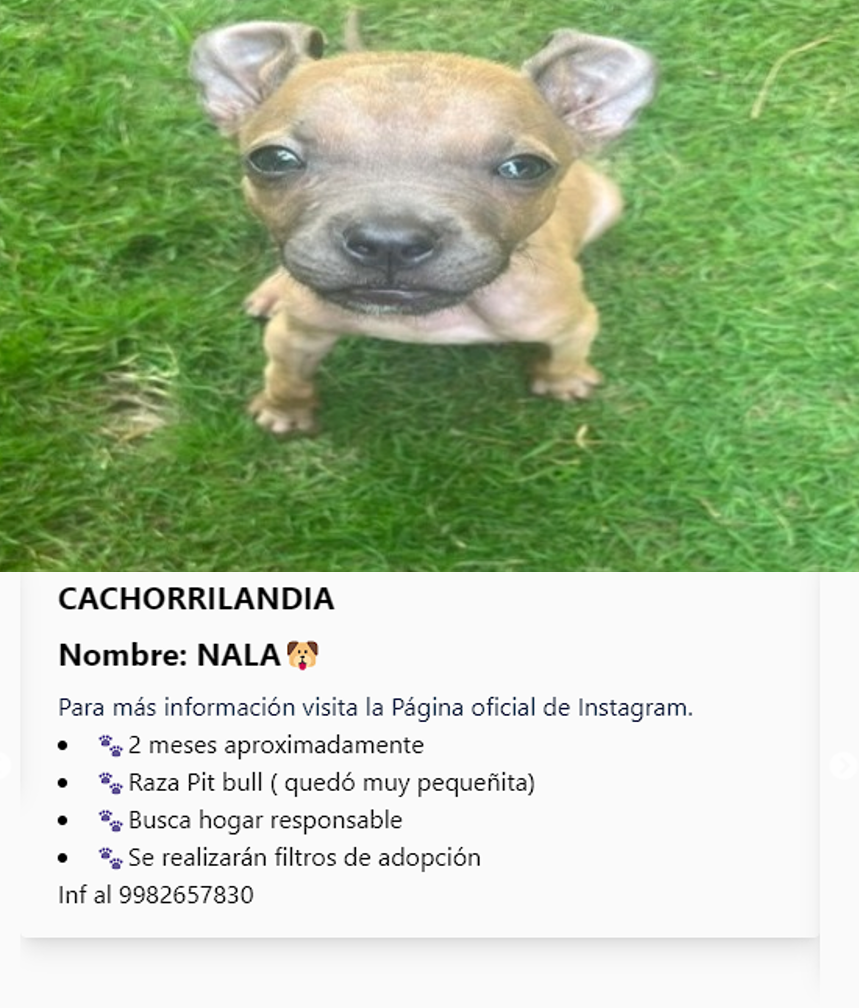 CACHORRILANDIA
Nombre: NALA🐶
Para más información visita la Página oficial de Instagram.
• 🐾2 meses aproximadamente
• 🐾Raza Pit bull ( quedó muy pequeñita)
• 🐾Busca hogar responsable
• 🐾Se realizarán filtros de adopción
Inf al 9982657830